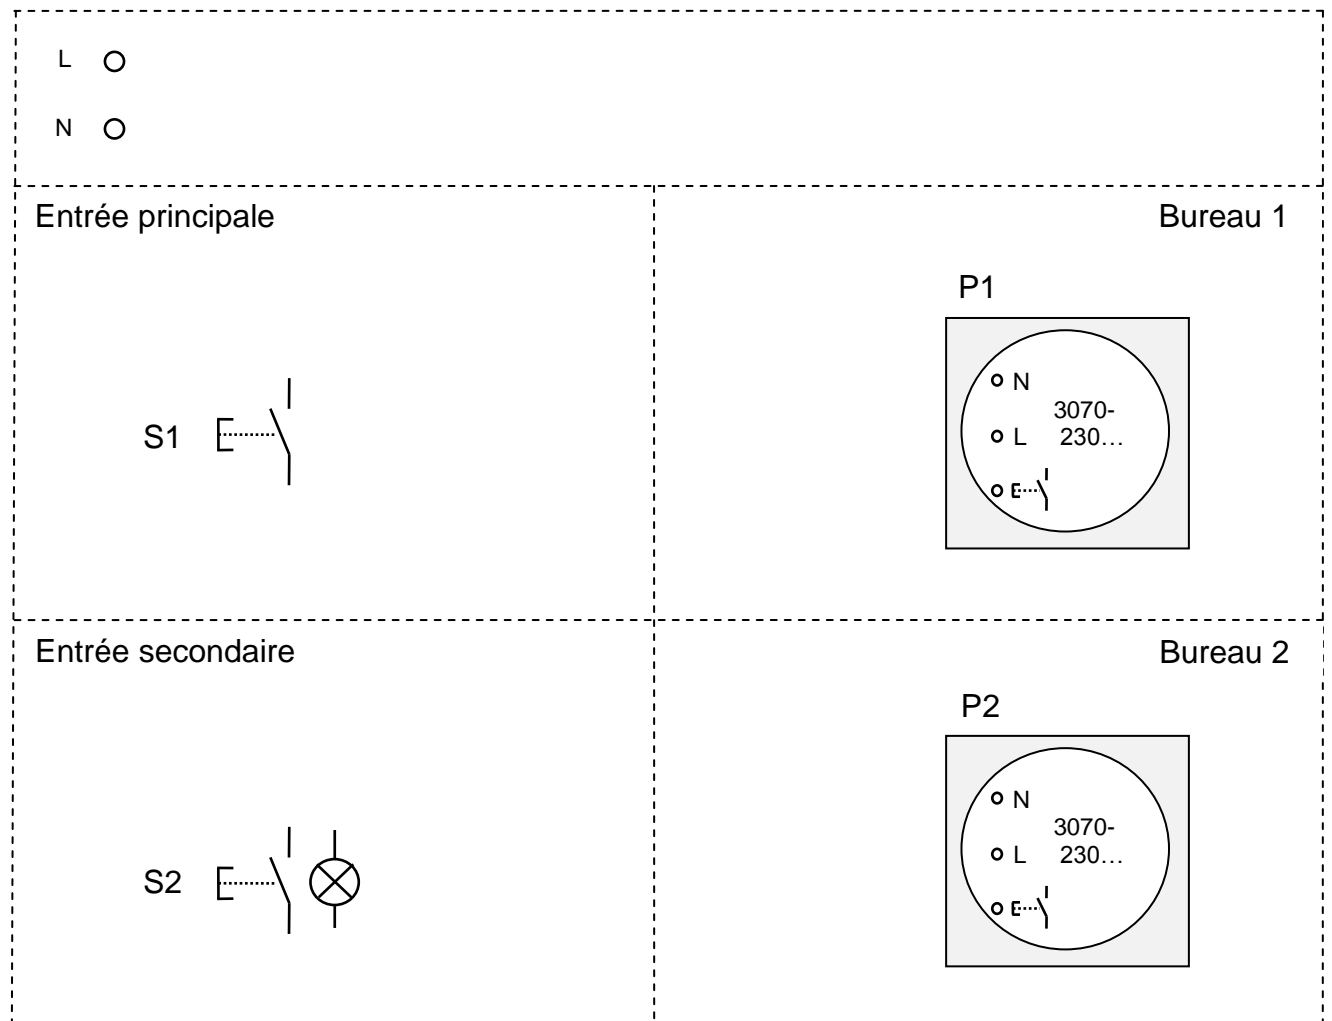 L
N
Entrée principale
Bureau 1
P1
N
3070-
L 230…
S1
Entrée secondaire
Bureau 2
P2
N
3070-
L 230…
S2